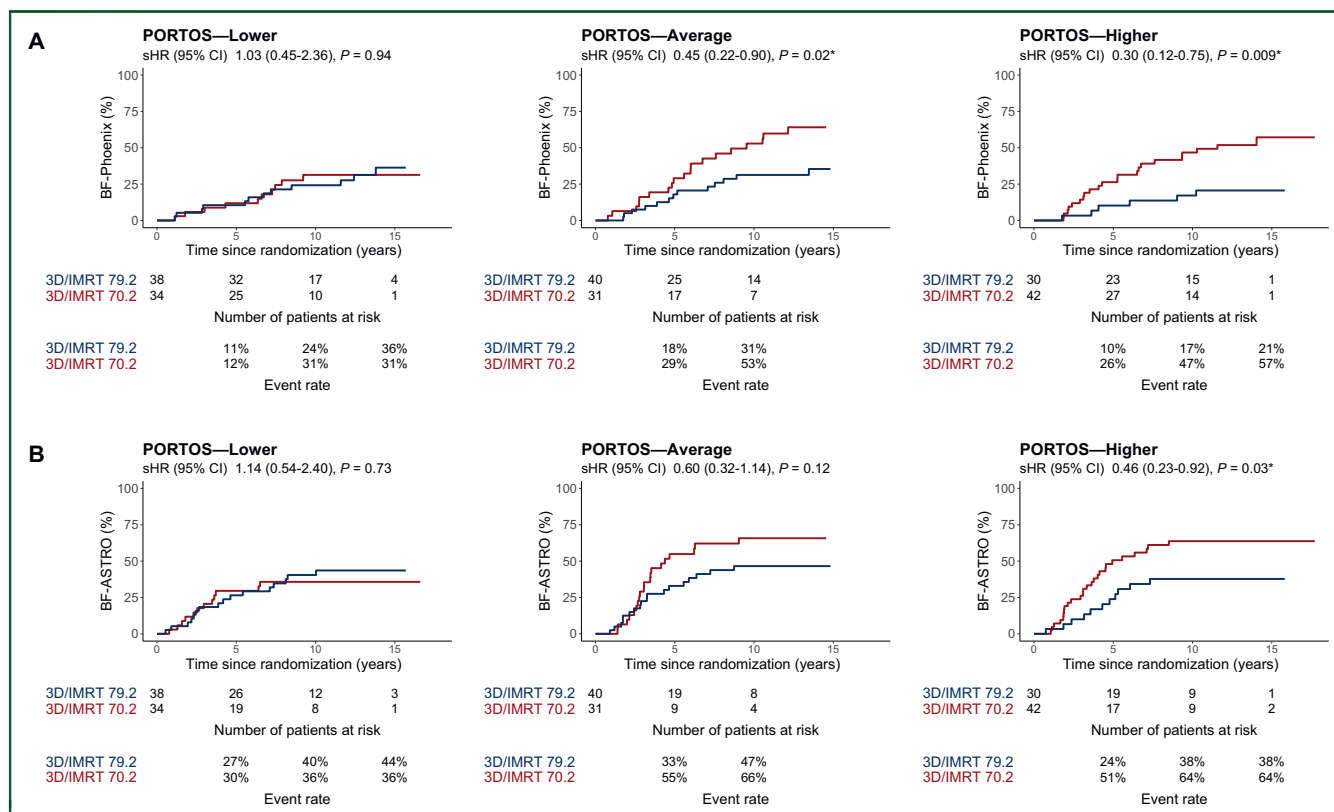 A
PORTOS—Lower
sHR (95% CI) 1.03 (0.45-2.36), P = 0.94
100
75
50
25
0
BF-Phoenix (%)
0 5 10 15
Time since randomization (years)
3D/IMRT 79.2 38 32 17 4
3D/IMRT 70.2 34 25 10 1
Number of patients at risk
3D/IMRT 79.2 11% 24% 36%
3D/IMRT 70.2 12% 31% 31%
Event rate
PORTOS—Average
sHR (95% CI) 0.45 (0.22-0.90), P = 0.02*
100
75
50
25
0
BF-Phoenix (%)
0 5 10 15
Time since randomization (years)
3D/IMRT 79.2 40 25 14
3D/IMRT 70.2 31 17 7
Number of patients at risk
3D/IMRT 79.2 18% 31%
3D/IMRT 70.2 29% 53%
Event rate
PORTOS—Higher
sHR (95% CI) 0.30 (0.12-0.75), P = 0.009*
100
75
50
25
0
BF-Phoenix (%)
0 5 10 15
Time since randomization (years)
3D/IMRT 79.2 30 23 15 1
3D/IMRT 70.2 42 27 14 1
Number of patients at risk
3D/IMRT 79.2 10% 17% 21%
3D/IMRT 70.2 26% 47% 57%
Event rate
B
PORTOS—Lower
sHR (95% CI) 1.14 (0.54-2.40), P = 0.73
100
75
50
25
0
BF-ASTRO (%)
0 5 10 15
Time since randomization (years)
3D/IMRT 79.2 38 26 12 3
3D/IMRT 70.2 34 19 8 1
Number of patients at risk
3D/IMRT 79.2 27% 40% 44%
3D/IMRT 70.2 30% 36% 36%
Event rate
PORTOS—Average
sHR (95% CI) 0.60 (0.32-1.14), P = 0.12
100
75
50
25
0
BF-ASTRO (%)
0 5 10 15
Time since randomization (years)
3D/IMRT 79.2 40 19 8
3D/IMRT 70.2 31 9 4
Number of patients at risk
3D/IMRT 79.2 33% 47%
3D/IMRT 70.2 55% 66%
Event rate
PORTOS—Higher
sHR (95% CI) 0.46 (0.23-0.92), P = 0.03*
100
75
50
25
0
BF-ASTRO (%)
0 5 10 15
Time since randomization (years)
3D/IMRT 79.2 30 19 9 1
3D/IMRT 70.2 42 17 9 2
Number of patients at risk
3D/IMRT 79.2 24% 38% 38%
3D/IMRT 70.2 51% 64% 64%
Event rate